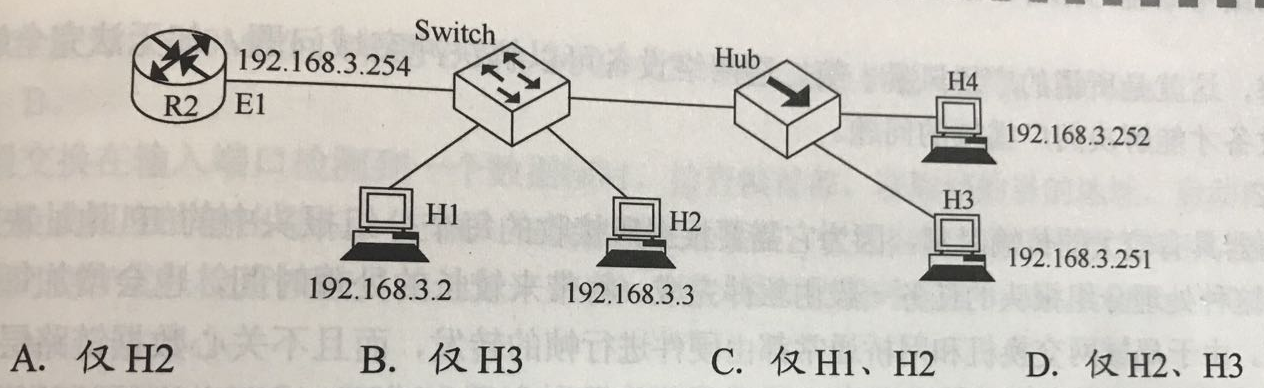 Switch
192.168.3.254
Hub
R2
E1
H4
192.168.3.252
H1
H2
H3
192.168.3.2
192.168.3.3
192.168.3.251
A. 仅 H2 B. 仅 H3 C. 仅 H1、H2 D. 仅 H2、H3